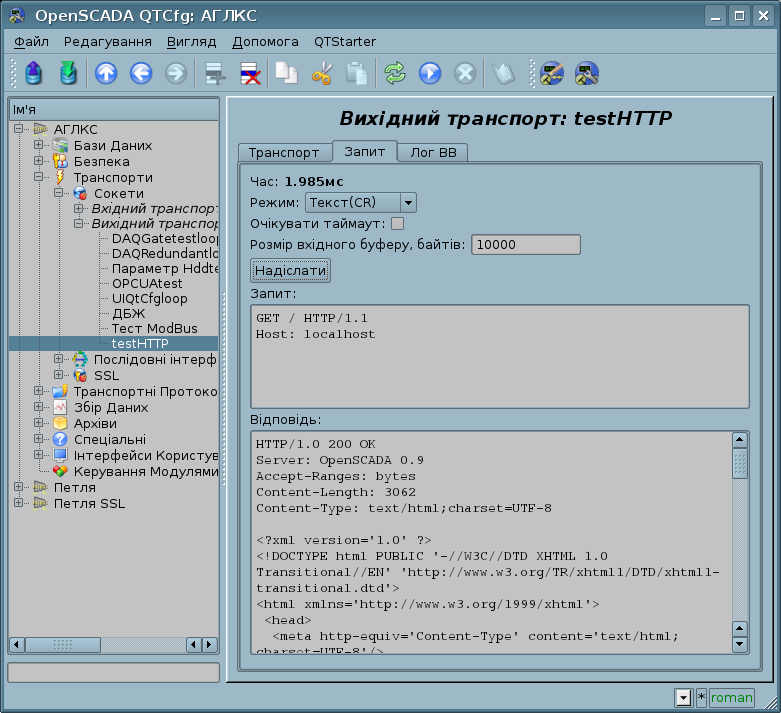 OpenSCADA QTCfg: АГЛКС
Файл Редагування Вигляд Допомога QTStarter
Ім'я
АГЛКС
Бази Даних
Безпека
Транспорти
Сокети
Вхідний транспорт
Вихідний транспор
DAQGatetestloop
DAQRedundantlo
Параметр Hddte
OPCUAtest
UIQtCfgloop
ДБЖ
Тест ModBus
testHTTP
Послідовні інтерф
SSL
Транспортні Протоко
Збір Даних
Архіви
Спеціальні
Інтерфейси Користув
Керування Модулями
Петля
Петля SSL
Вихідний транспорт: testHTTP
Транспорт Запит Лог ВВ
Час: 1.985мс
Режим: Текст(CR)
Очікувати таймаут:
Розмір вхідного буферу, байтів: 10000
Надіслати
Запит:
GET / HTTP/1.1
Host: localhost
Відповідь:
HTTP/1.0 200 OK
Server: OpenSCADA 0.9
Accept-Ranges: bytes
Content-Length: 3062
Content-Type: text/html;charset=UTF-8
<?xml version='1.0' ?>
<!DOCTYPE html PUBLIC '-//W3C//DTD XHTML 1.0
Transitional//EN' 'http://www.w3.org/TR/xhtml1/DTD/xhtml1-
transitional.dtd'>
<html xmlns='http://www.w3.org/1999/xhtml'>
<head>
<meta http-equiv='Content-Type' content='text/html;
charset=UTF-8'/>
* roman